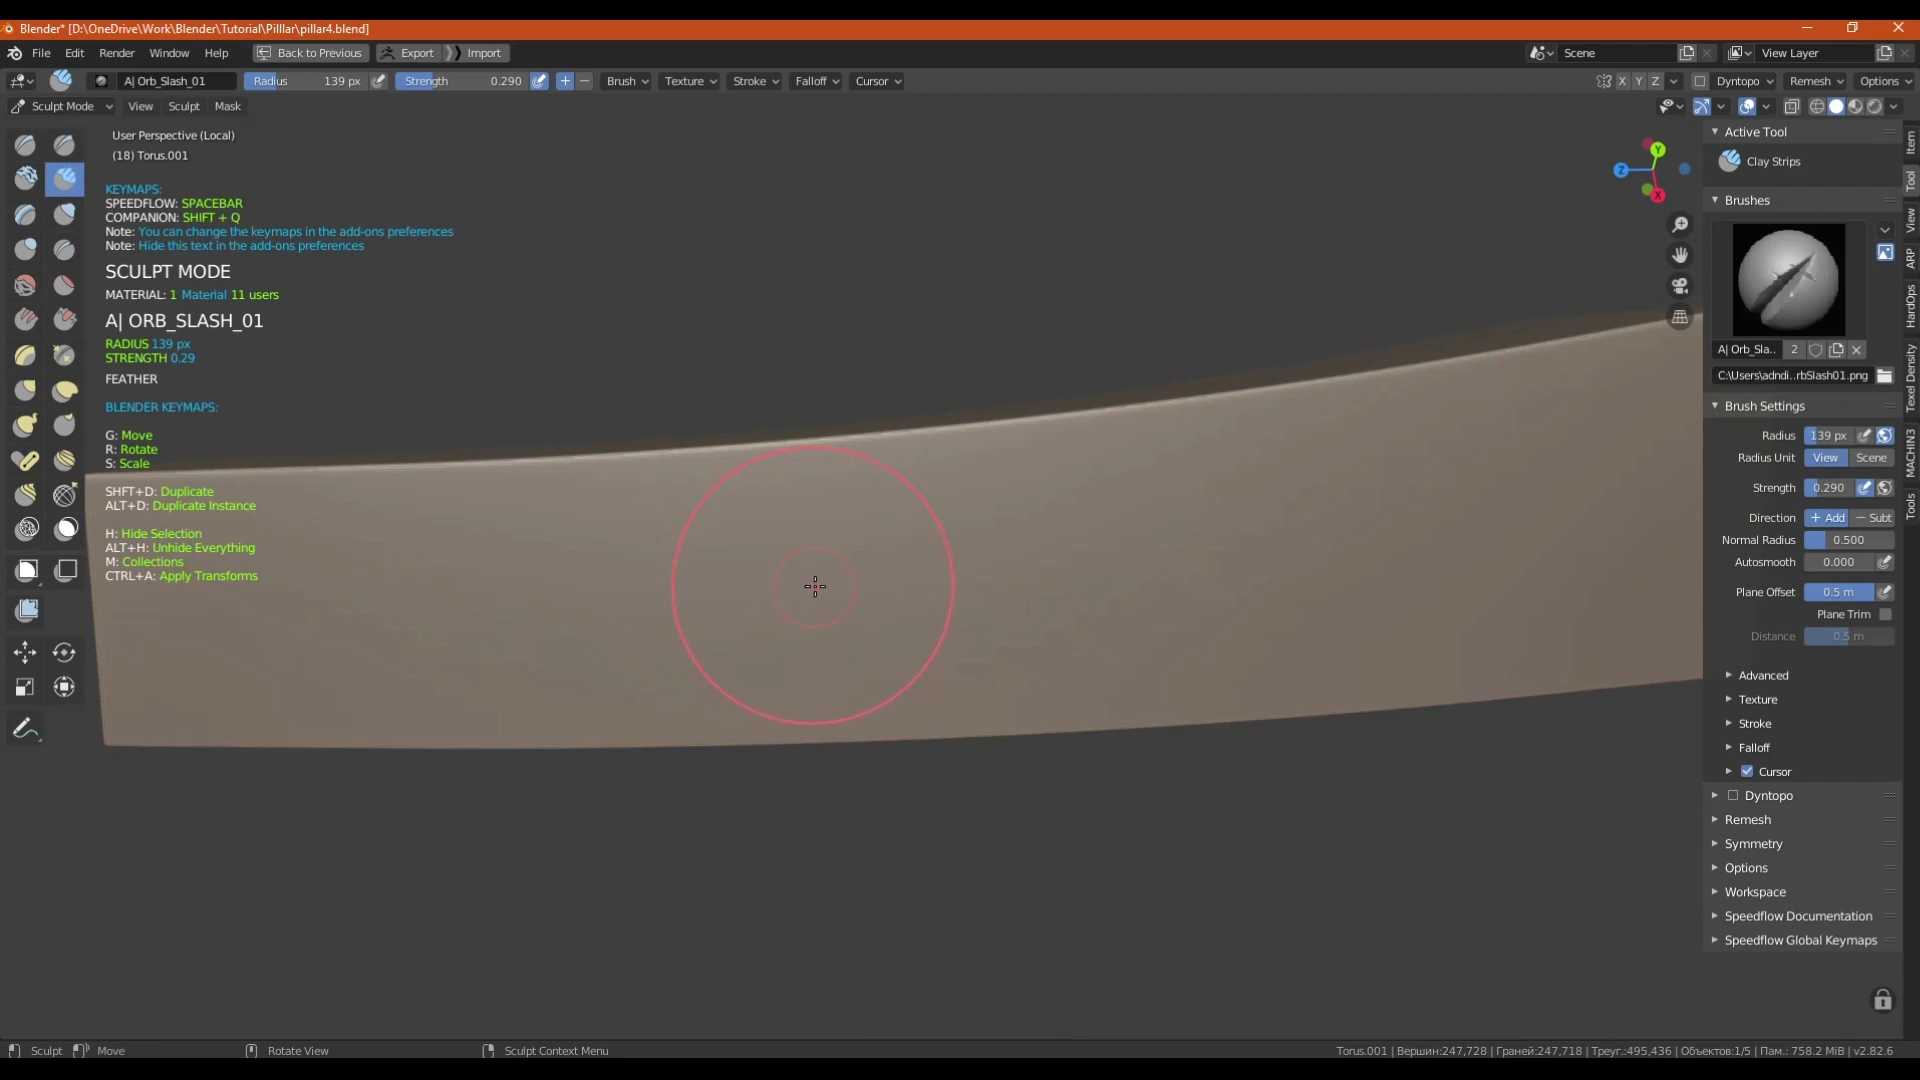 Blender* [D:\OneDrive\Work\Blender\Tutorial\Pilllar\pillar4.blend]
File Edit Render Window Help Back to Previous Export Import Scene View Layer
A| Orb_Slash_01 Radius 139 px Strength 0.290 + − Brush Texture Stroke Falloff Cursor X Y Z Dyntopo Remesh Options
Sculpt Mode View Sculpt Mask
User Perspective (Local)
(18) Torus.001
KEYMAPS:
SPEEDFLOW: SPACEBAR
COMPANION: SHIFT + Q
Note: You can change the keymaps in the add-ons preferences
Note: Hide this text in the add-ons preferences
SCULPT MODE
MATERIAL: 1 Material 11 users
A| ORB_SLASH_01
RADIUS 139 px
STRENGTH 0.29
FEATHER
BLENDER KEYMAPS:
G: Move
R: Rotate
S: Scale
SHFT+D: Duplicate
ALT+D: Duplicate Instance
H: Hide Selection
ALT+H: Unhide Everything
M: Collections
CTRL+A: Apply Transforms
Y
Z
X
Active Tool
Clay Strips
Brushes
A| Orb_Sla.. 2
C:\Users\adndi...rbSlash01.png
Brush Settings
Radius 139 px
Radius Unit View Scene
Strength 0.290
Direction + Add − Subt
Normal Radius 0.500
Autosmooth 0.000
Plane Offset 0.5 m
Plane Trim
Distance 0.5 m
Advanced
Texture
Stroke
Falloff
Cursor
Dyntopo
Remesh
Symmetry
Options
Workspace
Speedflow Documentation
Speedflow Global Keymaps
Item
Tool
View
ARP
HardOps
Texel Density
MACHIN3
Tools
Sculpt Move Rotate View Sculpt Context Menu Torus.001 | Вершин:247,728 | Граней:247,718 | Треуг.:495,436 | Объектов:1/5 | Пам.: 758.2 MiB | v2.82.6